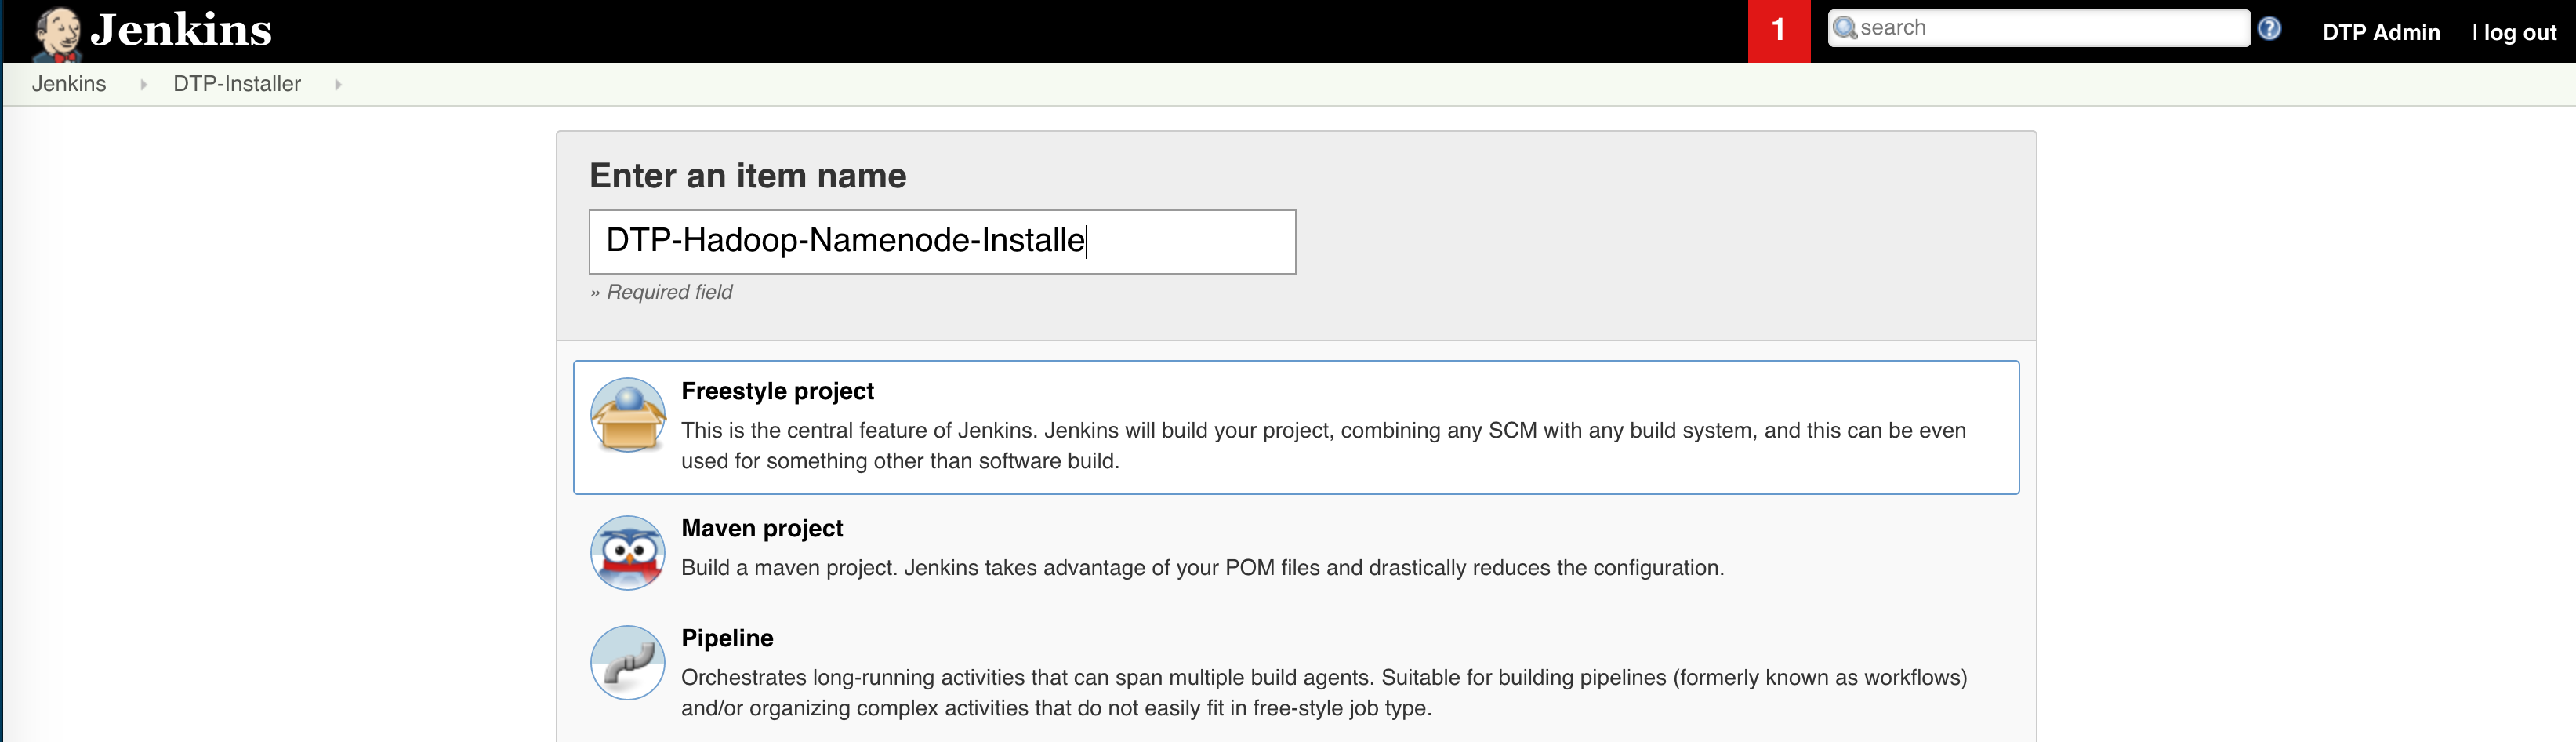 Jenkins
1
search
DTP Admin
| log out
Jenkins
DTP-Installer
Enter an item name
DTP-Hadoop-Namenode-Installe
» Required field
Freestyle project
This is the central feature of Jenkins. Jenkins will build your project, combining any SCM with any build system, and this can be even
used for something other than software build.
Maven project
Build a maven project. Jenkins takes advantage of your POM files and drastically reduces the configuration.
Pipeline
Orchestrates long-running activities that can span multiple build agents. Suitable for building pipelines (formerly known as workflows)
and/or organizing complex activities that do not easily fit in free-style job type.